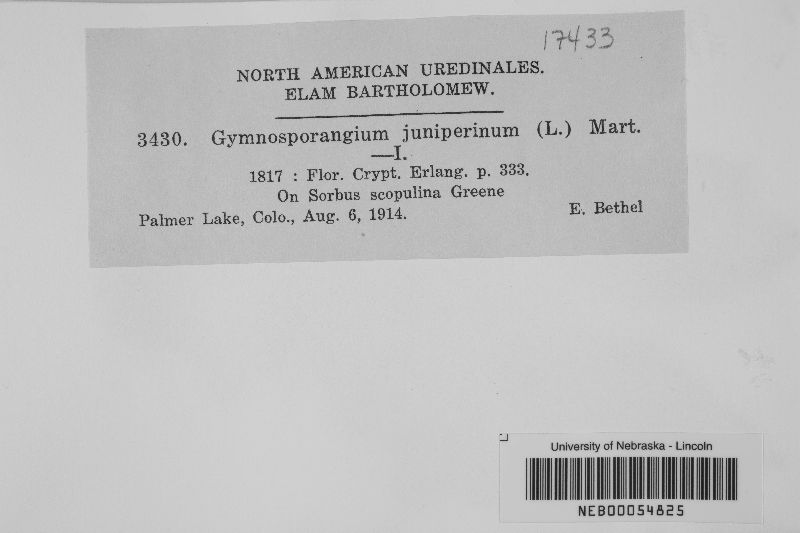 17433
NORTH AMERICAN UREDINALES.
ELAM BARTHOLOMEW.
3430. Gymnosporangium juniperinum (L.) Mart.
—I.
1817 : Flor. Crypt. Erlang. p. 333.
On Sorbus scopulina Greene
Palmer Lake, Colo., Aug. 6, 1914. E. Bethel
University of Nebraska - Lincoln
NEB00054825